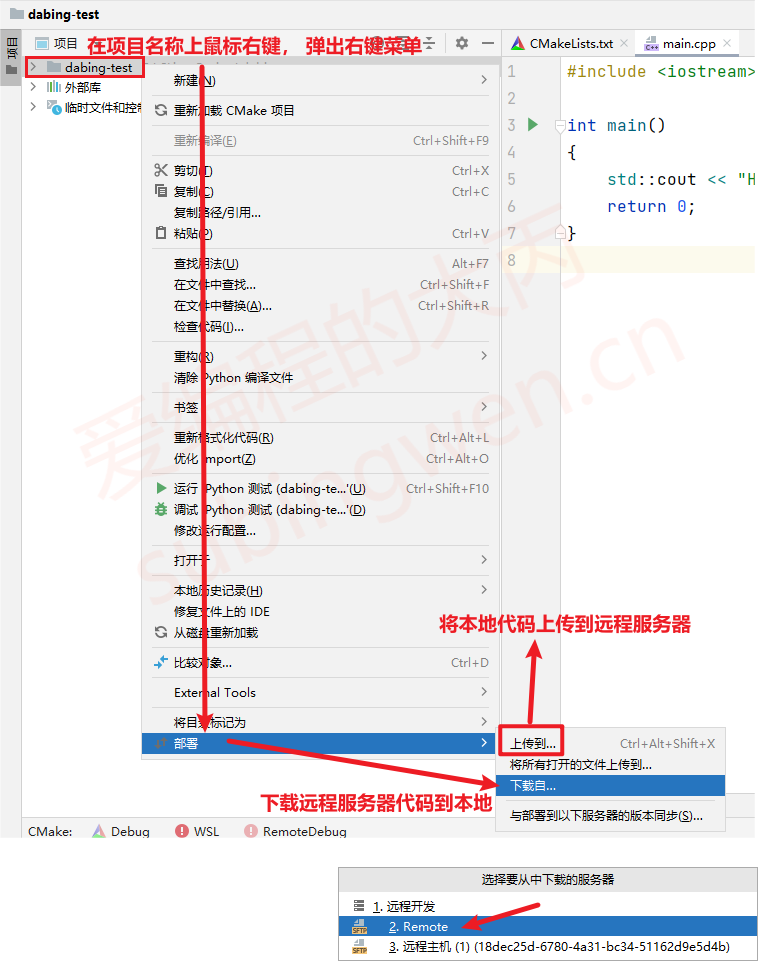 dabing-test
项目
项目
在项目名称上鼠标右键， 弹出右键菜单
CMakeLists.txt
main.cpp
dabing-test
外部库
临时文件和控制
新建(N)
重新加载 CMake 项目
重新编译(E) Ctrl+Shift+F9
剪切(T) Ctrl+X
复制(C) Ctrl+C
复制路径/引用...
粘贴(P) Ctrl+V
查找用法(U) Alt+F7
在文件中查找... Ctrl+Shift+F
在文件中替换(A)... Ctrl+Shift+R
检查代码(I)...
重构(R)
清除 Python 编译文件
书签
重新格式化代码(R) Ctrl+Alt+L
优化 import(Z) Ctrl+Alt+O
运行 'Python 测试 (dabing-te...'(U) Ctrl+Shift+F10
调试 'Python 测试 (dabing-te...'(D)
修改运行配置...
打开于
本地历史记录(H)
修复文件上的 IDE
从磁盘重新加载
比较对象... Ctrl+D
External Tools
将目录标记为
部署
1 #include <iostream>
2
3 int main()
4 {
5 std::cout << "H
6 return 0;
7 }
8
爱编程的大丙
subingwen.cn
将本地代码上传到远程服务器
上传到... Ctrl+Alt+Shift+X
将所有打开的文件上传到...
下载自...
与部署到以下服务器的版本同步(S)...
下载远程服务器代码到本地
CMake: Debug WSL RemoteDebug
选择要从中下载的服务器
1. 远程开发
SFTP 2. Remote
SFTP 3. 远程主机 (1) (18dec25d-6780-4a31-bc34-51162d9e5d4b)